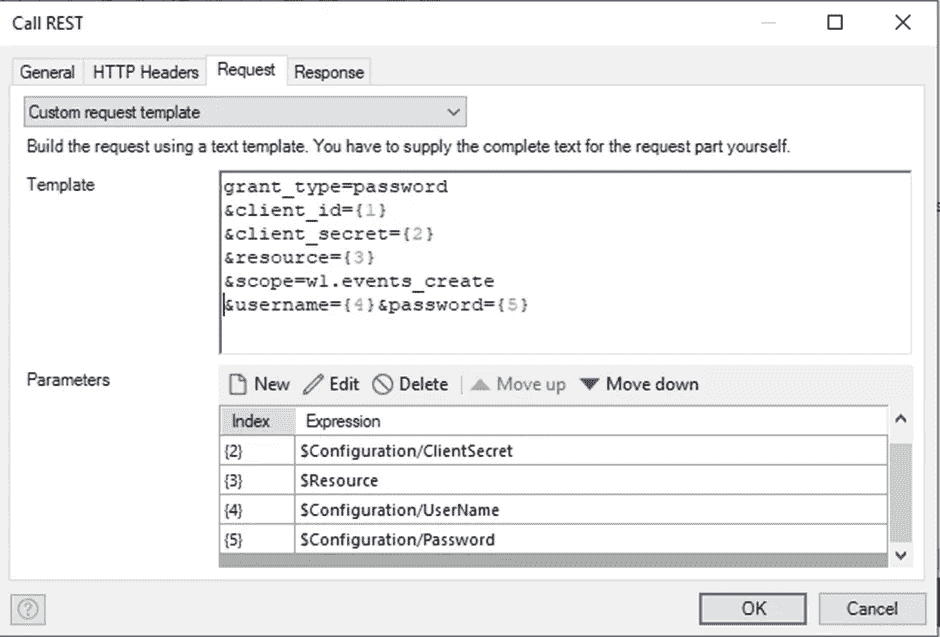 Call REST
General HTTP Headers Request Response
Custom request template
Build the request using a text template. You have to supply the complete text for the request part yourself.
Template
grant_type=password
&client_id={1}
&client_secret={2}
&resource={3}
&scope=wl.events_create
&username={4}&password={5}
Parameters
New Edit Delete Move up Move down
Index Expression
{2} $Configuration/ClientSecret
{3} $Resource
{4} $Configuration/UserName
{5} $Configuration/Password
? OK Cancel